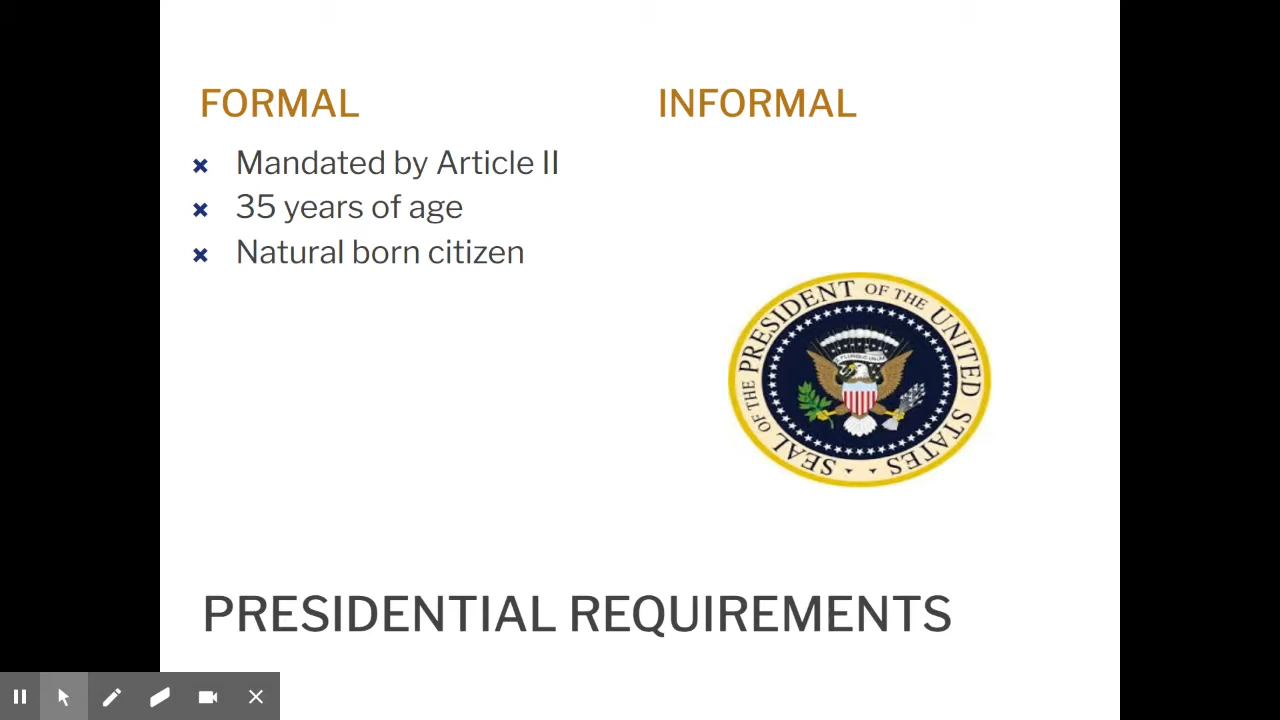 FORMAL
INFORMAL
Mandated by Article II
35 years of age
Natural born citizen
SEAL OF THE PRESIDENT OF THE UNITED STATES
PRESIDENTIAL REQUIREMENTS